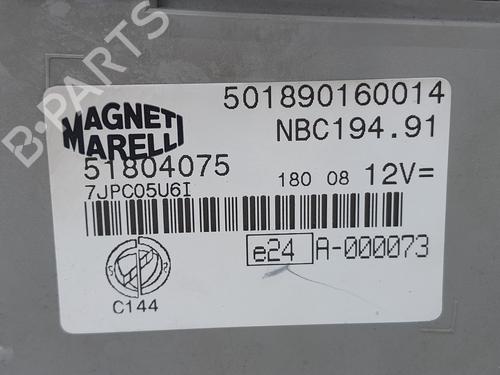 B-PARTS
MAGNETI MARELLI
501890160014
NBC194.91
51804075
7JPC05U6I
180 08 12V=
e24 A-000073
C144